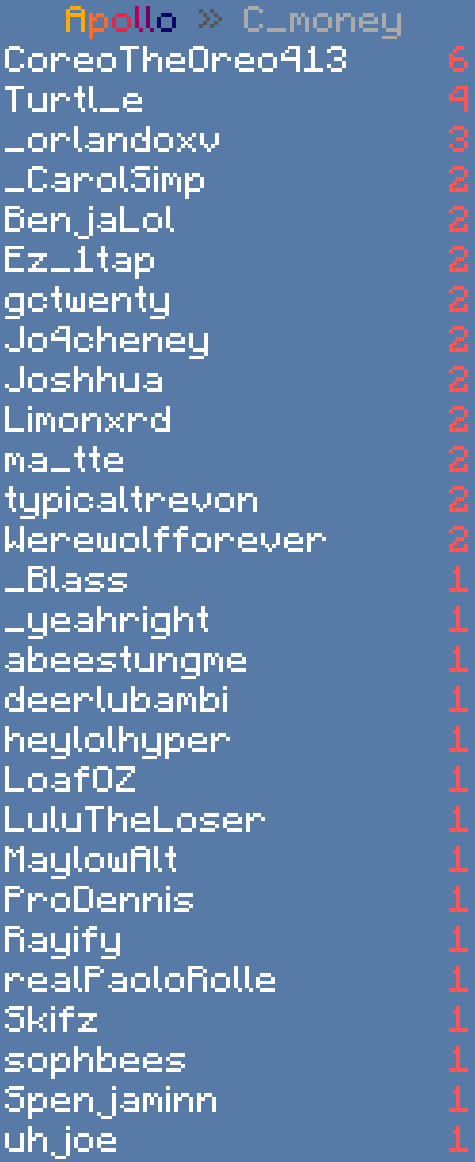 Apollo » C_money
CoreoTheOreo413 6
Turtl_e 4
_orlandoxv 3
_CarolSimp 2
BenjaLol 2
Ez_1tap 2
gctwenty 2
Jo4cheney 2
Joshhua 2
Limonxrd 2
ma_tte 2
typicaltrevon 2
Werewolfforever 2
_Blass 1
_yeahright 1
abeestungme 1
deerlubambi 1
heylolhyper 1
LoafOZ 1
LuluTheLoser 1
MaylowAlt 1
ProDennis 1
Rayify 1
realPaoloRolle 1
Skifz 1
sophbees 1
Spenjaminn 1
uhjoe 1